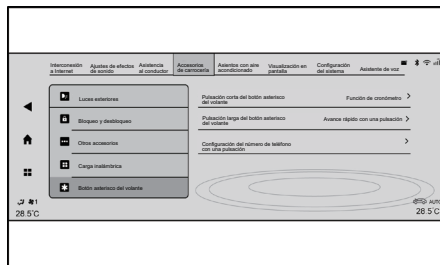 Interconexión
a Internet
Ajustes de efectos
de sonido
Asistencia
al conductor
Accesorios
de carrocería
Asientos con aire
acondicionado
Visualización en
pantalla
Configuración
del sistema
Asistente de voz
Luces exteriores
Bloqueo y desbloqueo
Otros accesorios
Carga inalámbrica
Botón asterisco del volante
Pulsación corta del botón asterisco
del volante
Función de cronómetro
Pulsación larga del botón asterisco
del volante
Avance rápido con una pulsación
Configuración del número de teléfono
con una pulsación
1
28.5°C
AUTO
28.5°C